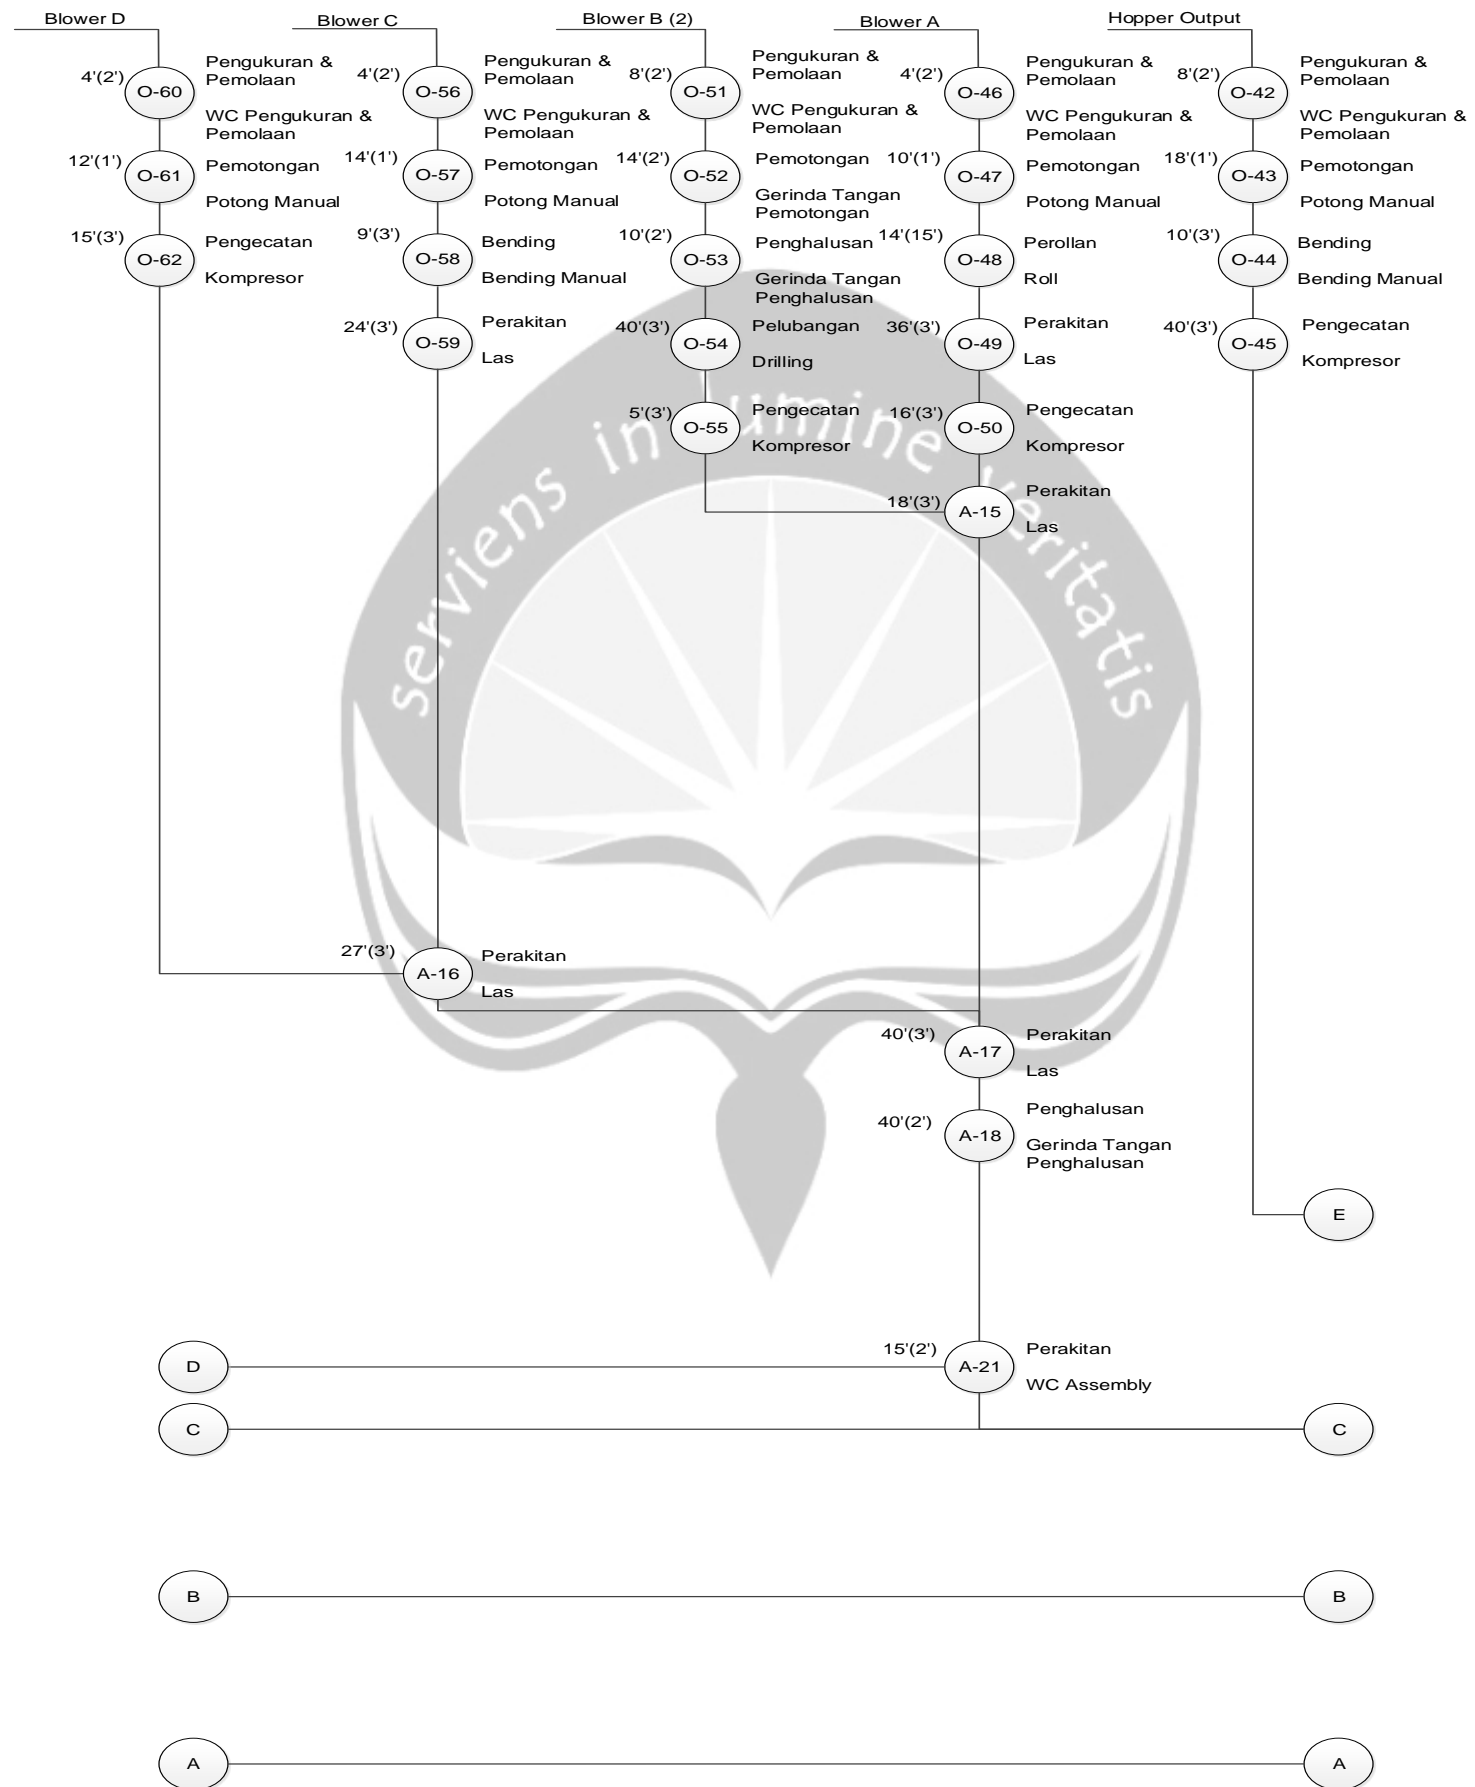 Blower D
Blower C
Blower B (2)
Blower A
Hopper Output
4'(2')
O-60
Pengukuran &
Pemolaan
WC Pengukuran &
Pemolaan
12'(1')
O-61
Pemotongan
Potong Manual
15'(3')
O-62
Pengecatan
Kompresor
4'(2')
O-56
Pengukuran &
Pemolaan
WC Pengukuran &
Pemolaan
14'(1')
O-57
Pemotongan
Potong Manual
9'(3')
O-58
Bending
Bending Manual
24'(3')
O-59
Perakitan
Las
8'(2')
O-51
Pengukuran &
Pemolaan
WC Pengukuran &
Pemolaan
14'(2')
O-52
Pemotongan
Gerinda Tangan
Pemotongan
10'(2')
O-53
Penghalusan
Gerinda Tangan
Penghalusan
40'(3')
O-54
Pelubangan
Drilling
5'(3')
O-55
Pengecatan
Kompresor
4'(2')
O-46
Pengukuran &
Pemolaan
WC Pengukuran &
Pemolaan
10'(1')
O-47
Pemotongan
Potong Manual
14'(15')
O-48
Perollan
Roll
36'(3')
O-49
Perakitan
Las
16'(3')
O-50
Pengecatan
Kompresor
18'(3')
A-15
Perakitan
Las
8'(2')
O-42
Pengukuran &
Pemolaan
WC Pengukuran &
Pemolaan
18'(1')
O-43
Pemotongan
Potong Manual
10'(3')
O-44
Bending
Bending Manual
40'(3')
O-45
Pengecatan
Kompresor
serviens in lumine veritatis
27'(3')
A-16
Perakitan
Las
40'(3')
A-17
Perakitan
Las
40'(2')
A-18
Penghalusan
Gerinda Tangan
Penghalusan
E
D
15'(2')
A-21
Perakitan
WC Assembly
C
C
B
B
A
A